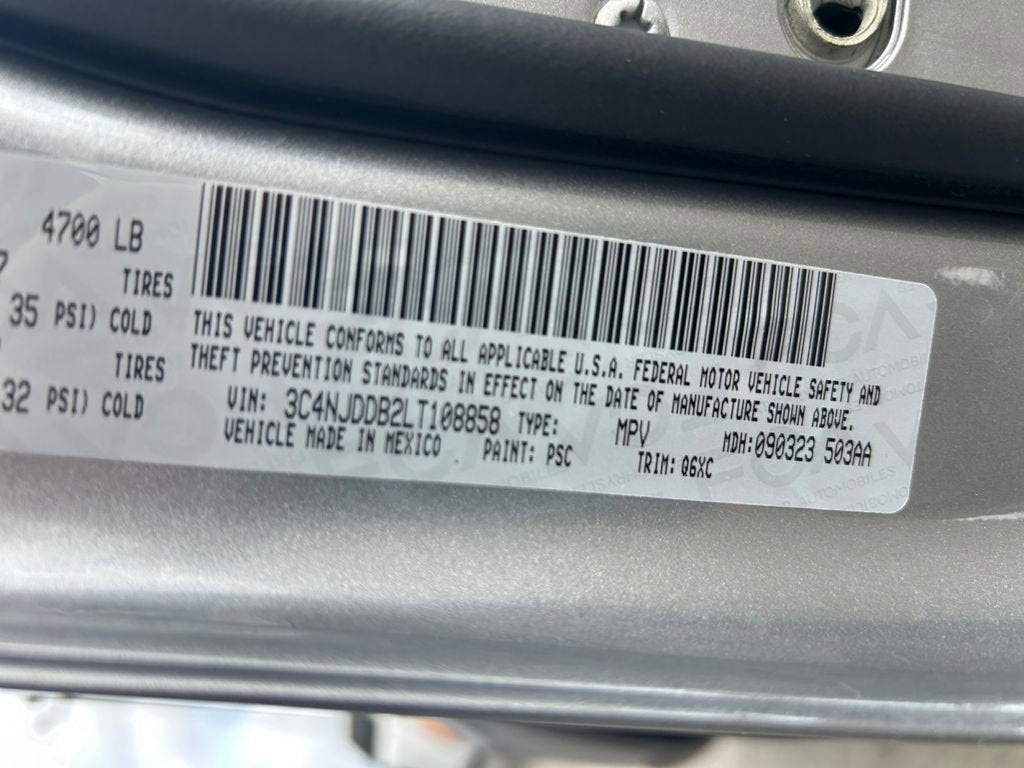 4700 LB
TIRES
35 PSI) COLD
TIRES
32 PSI) COLD
THIS VEHICLE CONFORMS TO ALL APPLICABLE U.S.A. FEDERAL MOTOR VEHICLE SAFETY AND
THEFT PREVENTION STANDARDS IN EFFECT ON THE DATE OF MANUFACTURE SHOWN ABOVE.
VIN: 3C4NJDDB2LT108858 TYPE: MPV MDH:090323 503AA
VEHICLE MADE IN MEXICO PAINT: PSC TRIM: Q6XC